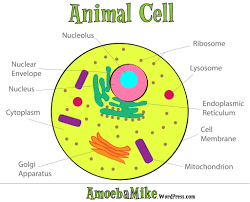 Animal Cell
Nucleolus
Ribosome
Nuclear
Envelope
Lysosome
Nucleus
Cytoplasm
Endoplasmic
Reticulum
Cell
Membrane
Golgi
Apparatus
Mitochondrion
AmoebaMike
WordPress.com